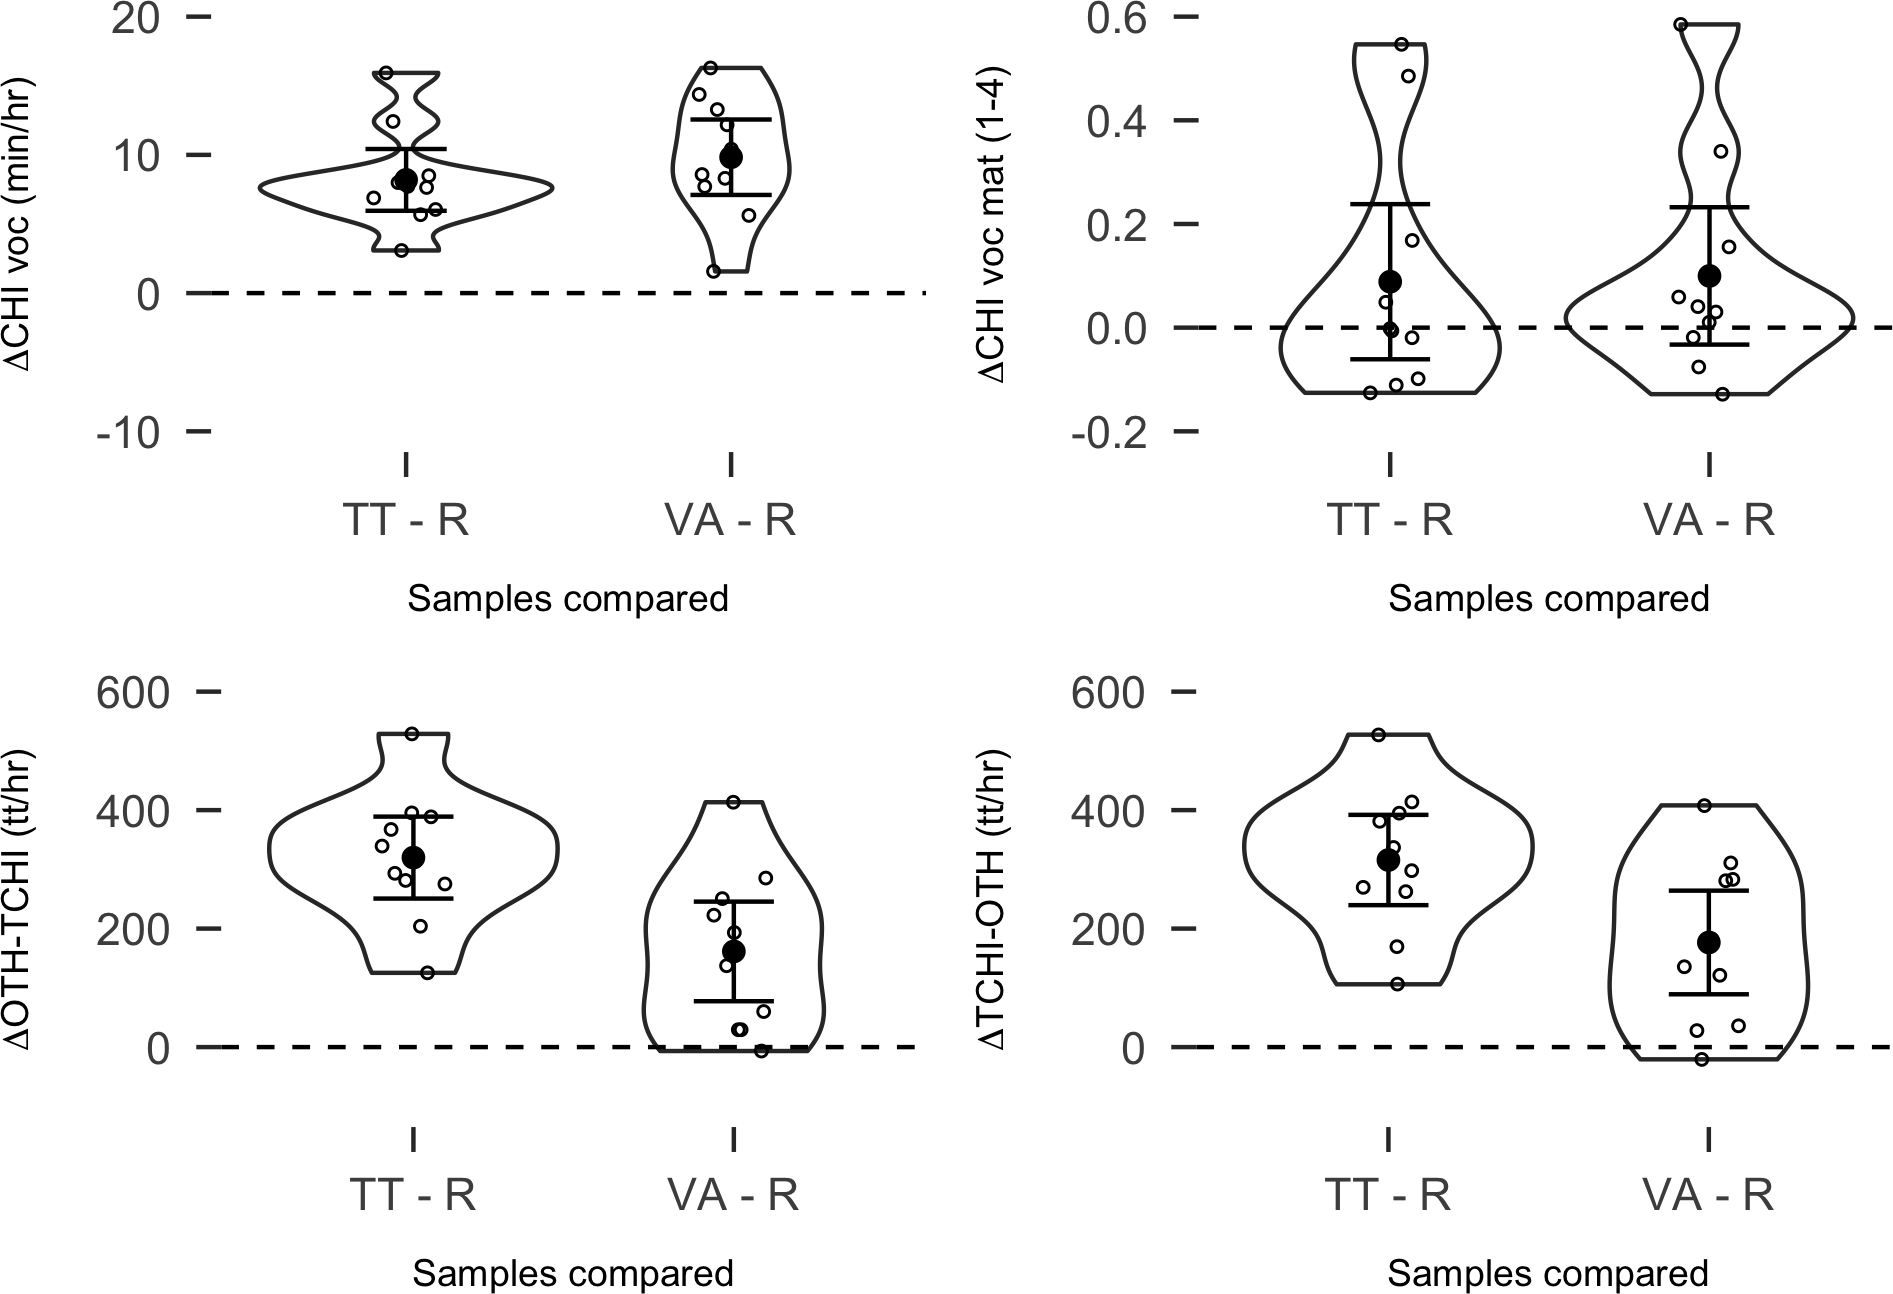 ΔCHI voc (min/hr)
20
10
0
-10
TT - R
VA - R
Samples compared
ΔCHI voc mat (1-4)
0.6
0.4
0.2
0.0
-0.2
TT - R
VA - R
Samples compared
ΔOTH-TCHI (tt/hr)
600
400
200
0
TT - R
VA - R
Samples compared
ΔTCHI-OTH (tt/hr)
600
400
200
0
TT - R
VA - R
Samples compared